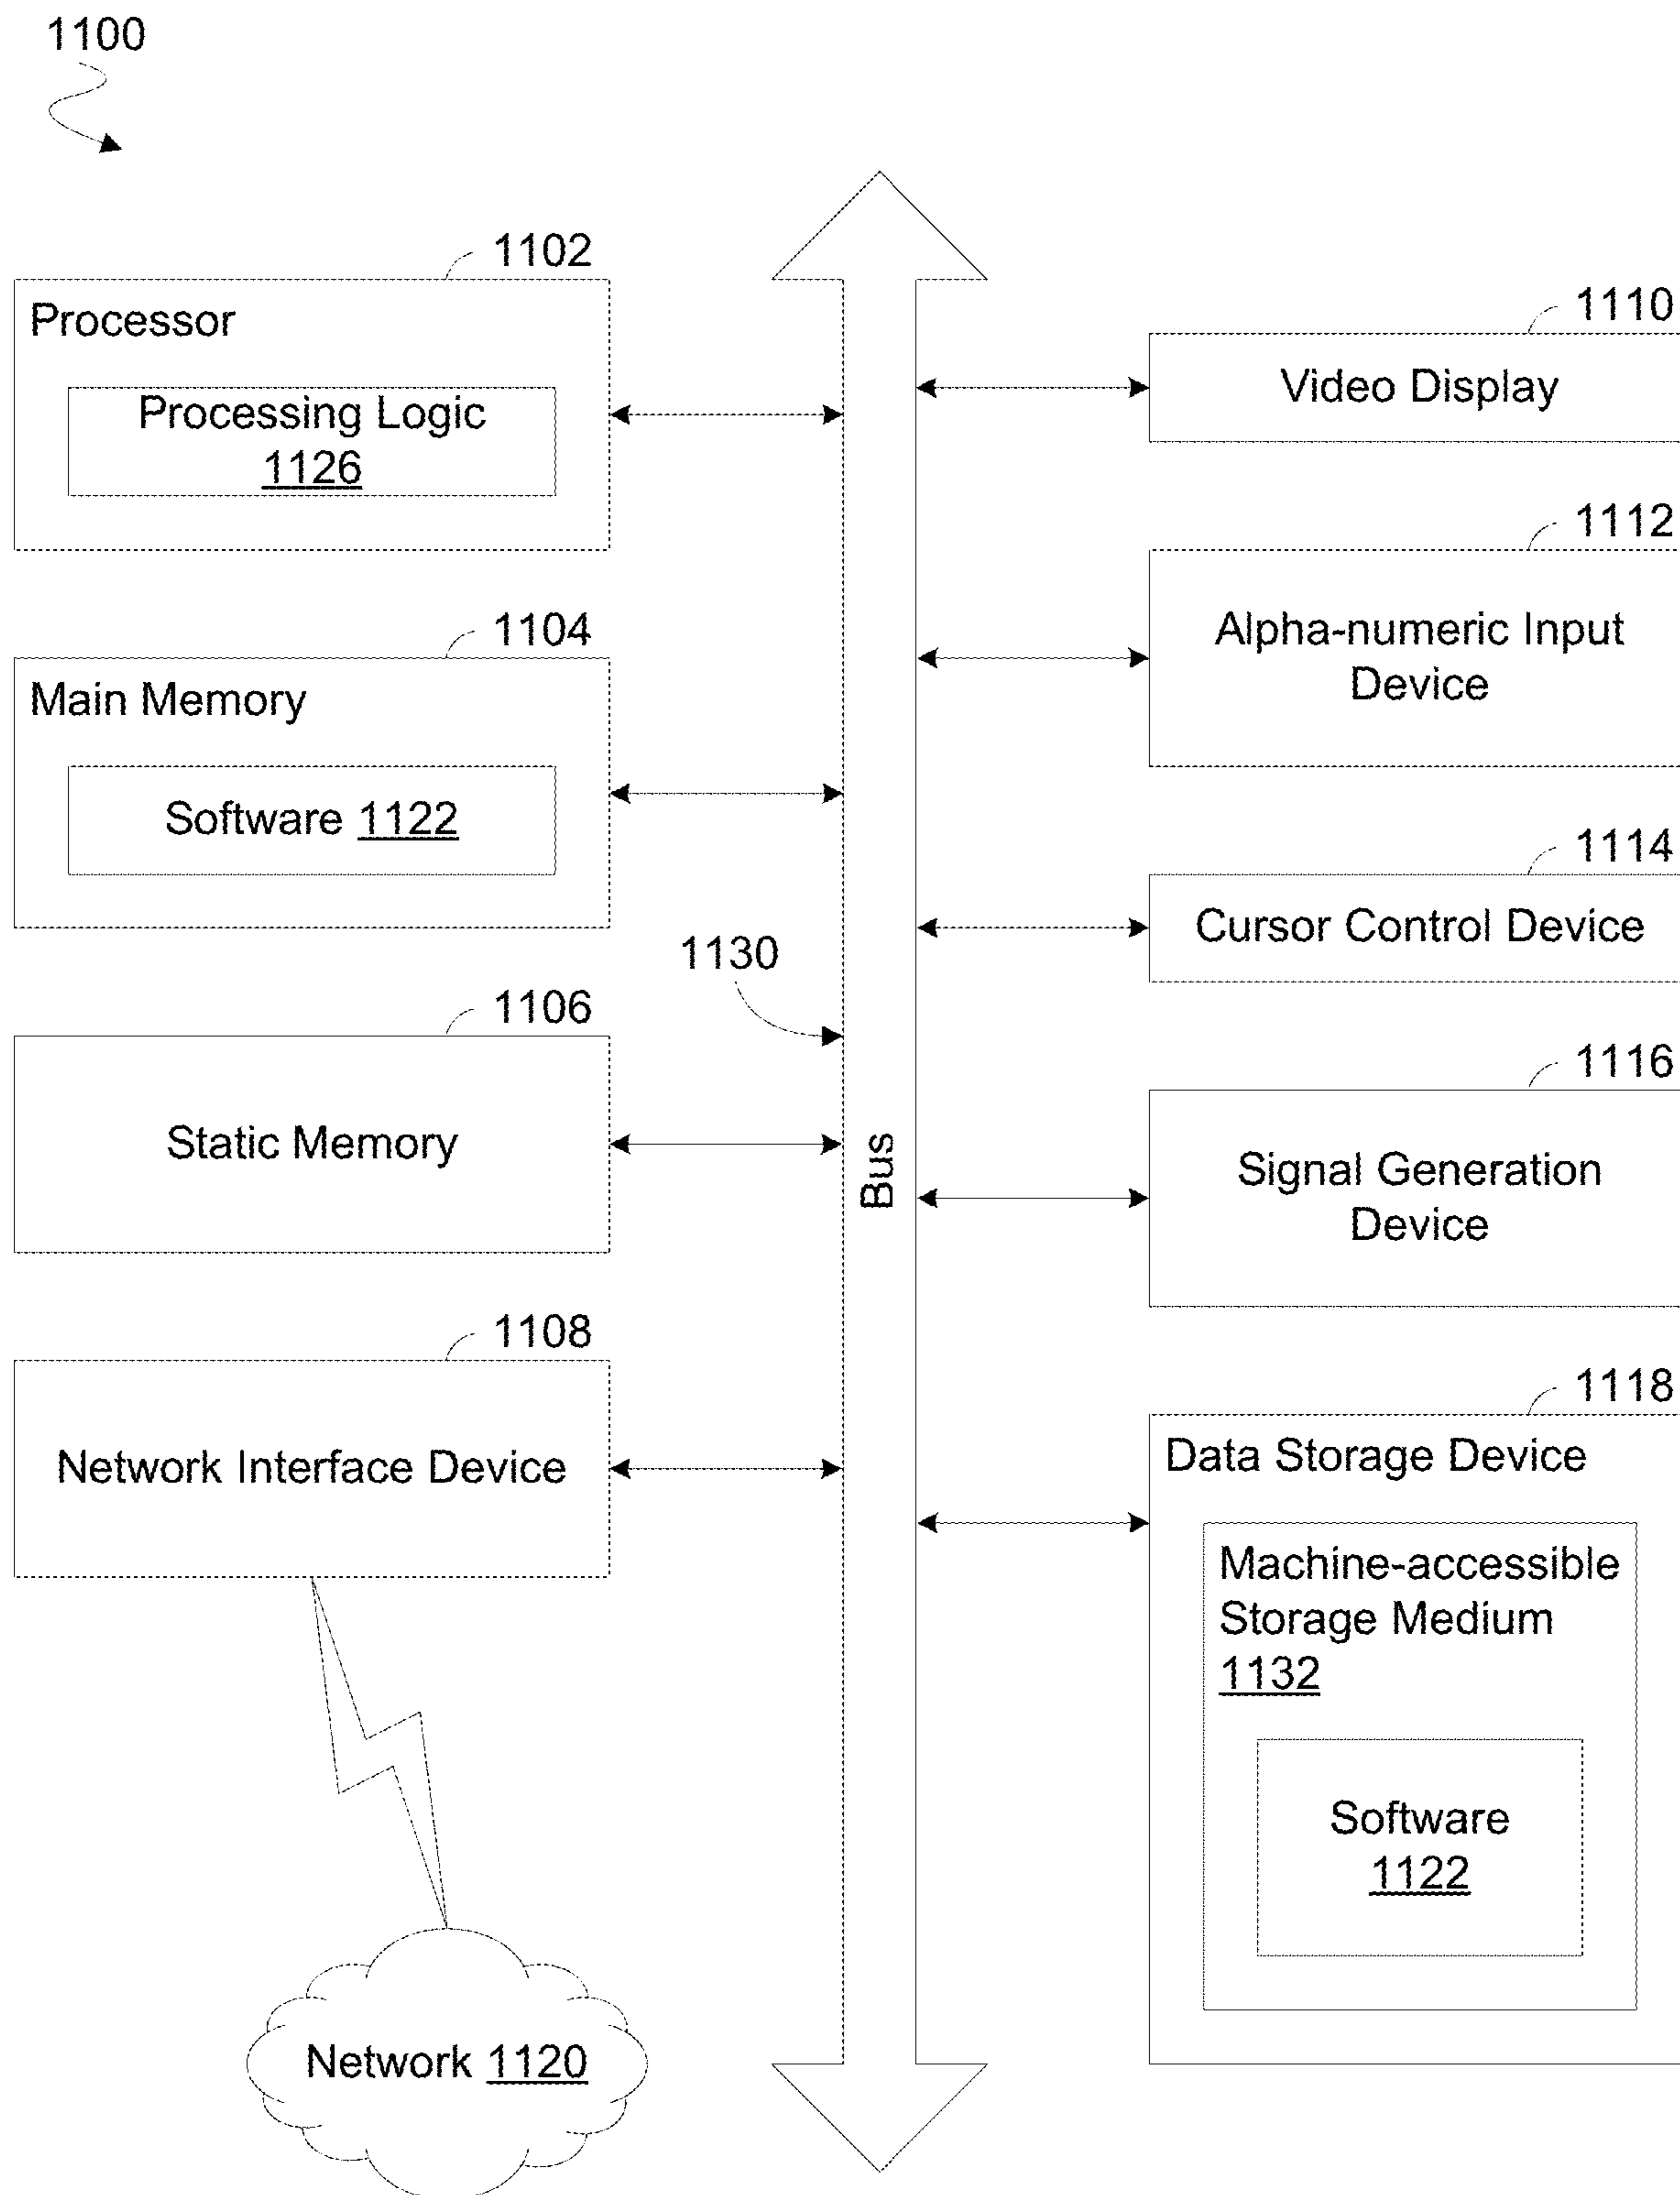 1100
1102
Processor
Processing Logic
1126
1104
Main Memory
Software 1122
1130
1106
Static Memory
1108
Network Interface Device
Network 1120
Bus
1110
Video Display
1112
Alpha-numeric Input
Device
1114
Cursor Control Device
1116
Signal Generation
Device
1118
Data Storage Device
Machine-accessible
Storage Medium
1132
Software
1122